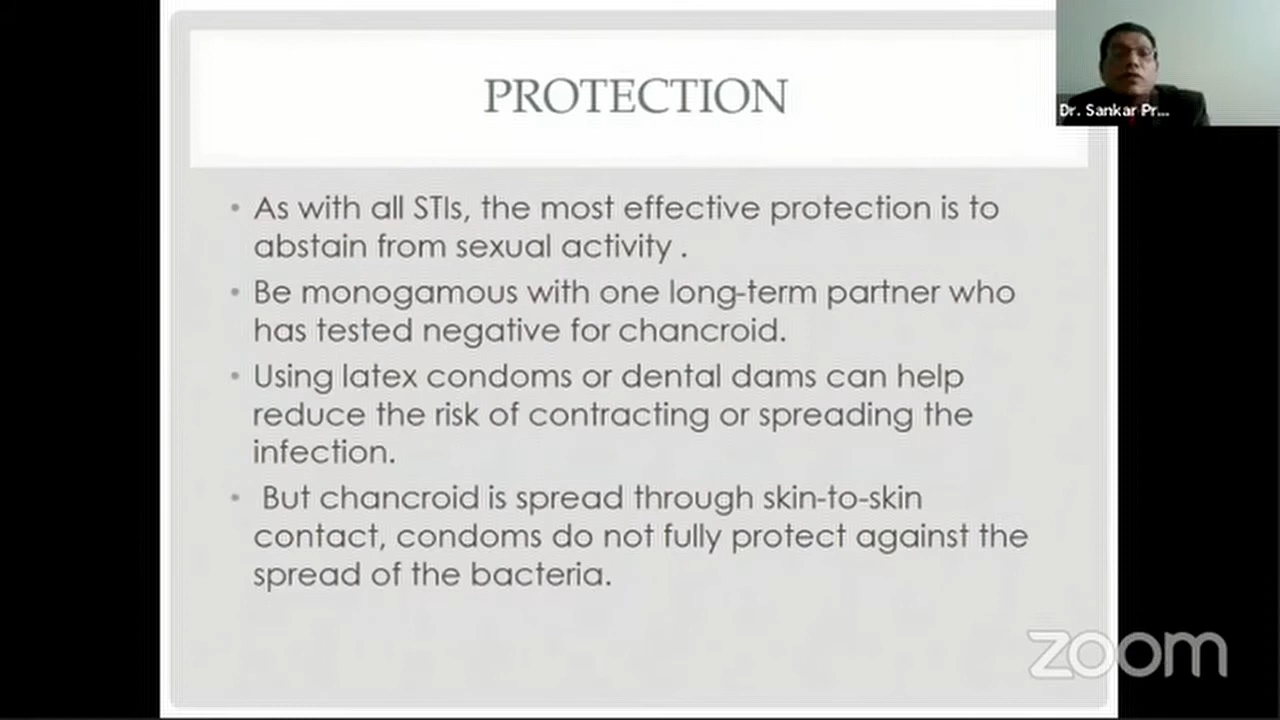 PROTECTION
Dr. Sankar Pr...
• As with all STIs, the most effective protection is to
abstain from sexual activity .
• Be monogamous with one long-term partner who
has tested negative for chancroid.
• Using latex condoms or dental dams can help
reduce the risk of contracting or spreading the
infection.
• But chancroid is spread through skin-to-skin
contact, condoms do not fully protect against the
spread of the bacteria.
zoom